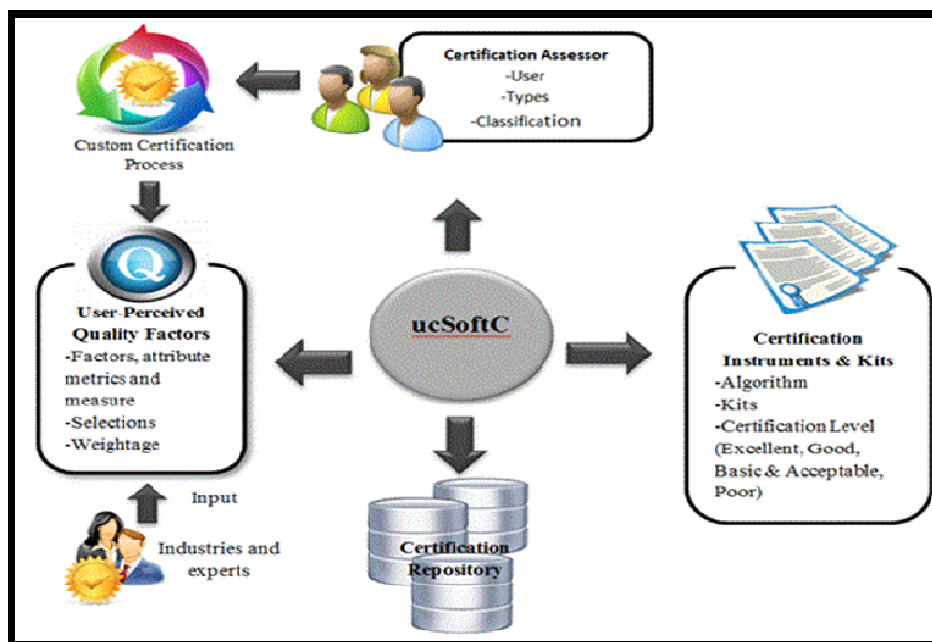 Certification Assessor
-User
-Types
-Classification
Custom Certification
Process
Q
User-Perceived
Quality Factors
-Factors, attribute
metrics and
measure
-Selections
-Weightage
ucSoftC
Certification
Instruments & Kits
-Algorithm
-Kits
-Certification Level
(Excellent, Good,
Basic & Acceptable,
Poor)
Input
Industries and
experts
Certification
Repository